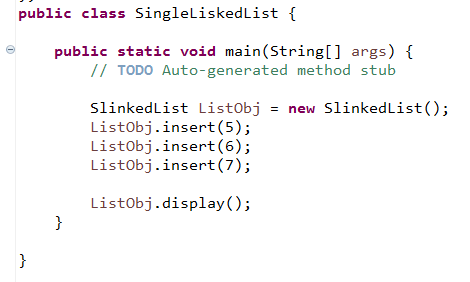 public class SingleLiskedList {
public static void main(String[] args) {
// TODO Auto-generated method stub
SlinkedList ListObj = new SlinkedList();
ListObj.insert(5);
ListObj.insert(6);
ListObj.insert(7);
ListObj.display();
}
}